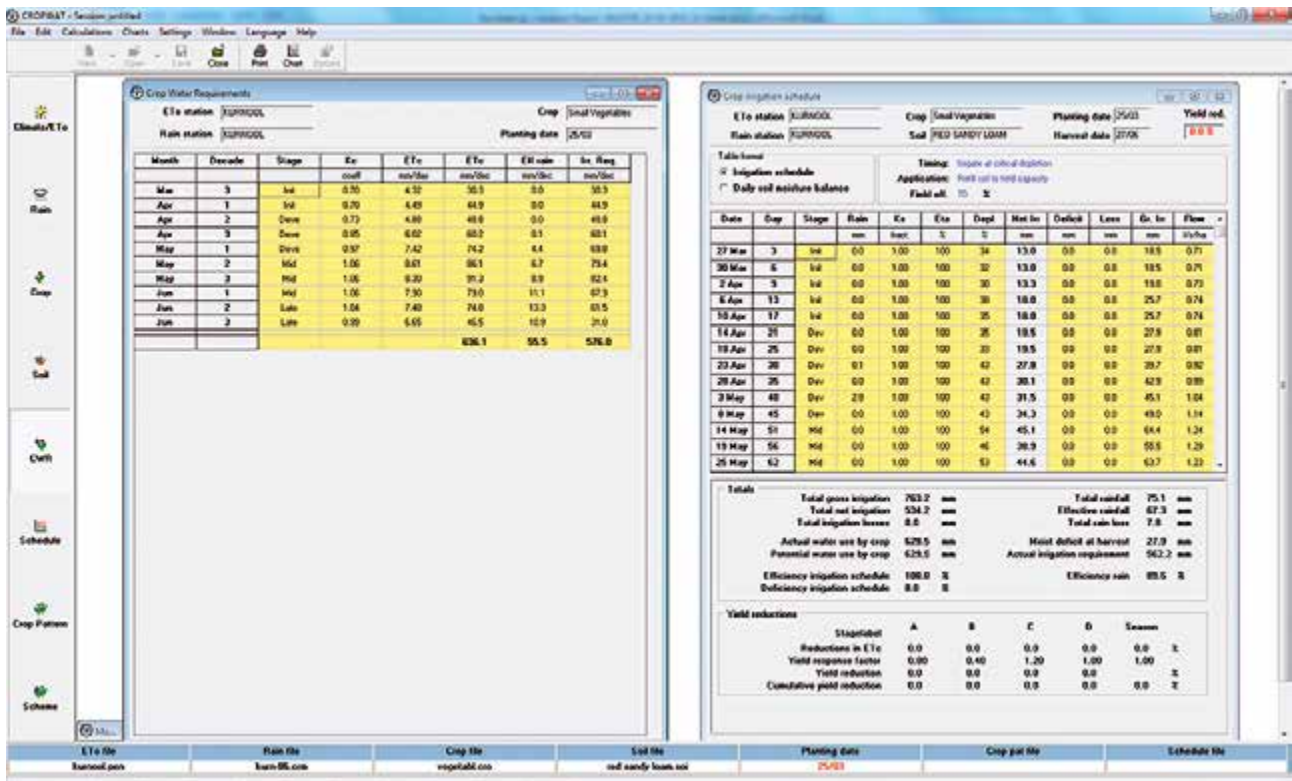 CROPWAT - Session: untitled
File Edit Calculations Charts Settings Window Language Help
New Open Save Close Print Chart Options
Climate/ETo
Rain
Crop
Soil
CWR
Schedule
Crop Pattern
Scheme
Crop Water Requirements
ETo station KURNOOL Crop Small Vegetables
Rain station KURNOOL Planting date 25/03
Month Decade Stage Kc ETc ETc Eff rain Irr. Req.
coeff mm/day mm/dec mm/dec mm/dec
Mar 3 Init 0.70 4.32 30.3 0.0 30.3
Apr 1 Init 0.70 4.49 44.9 0.0 44.9
Apr 2 Deve 0.73 4.88 48.8 0.0 48.8
Apr 3 Deve 0.85 6.02 60.2 0.1 60.1
May 1 Deve 0.97 7.42 74.2 4.4 69.8
May 2 Mid 1.06 8.61 86.1 6.7 79.4
May 3 Mid 1.06 8.30 91.3 8.9 82.4
Jun 1 Mid 1.06 7.90 79.0 11.1 67.9
Jun 2 Late 1.04 7.48 74.8 13.3 61.5
Jun 3 Late 0.99 6.65 46.5 10.9 31.0
636.1 55.5 576.0
Crop irrigation schedule
ETo station KURNOOL Crop Small Vegetables Planting date 25/03 Yield red.
Rain station KURNOOL Soil RED SANDY LOAM Harvest date 27/06 0.0 %
Table format
Irrigation schedule
Daily soil moisture balance
Timing: Irrigate at critical depletion
Application: Refill soil to field capacity
Field eff. 70 %
Date Day Stage Rain Ks Eta Depl Net Irr Deficit Loss Gr. Irr Flow
mm fract. % % mm mm mm mm l/s/ha
27 Mar 3 Init 0.0 1.00 100 34 13.0 0.0 0.0 18.5 0.71
30 Mar 6 Init 0.0 1.00 100 32 13.0 0.0 0.0 18.5 0.71
2 Apr 9 Init 0.0 1.00 100 30 13.3 0.0 0.0 19.0 0.73
6 Apr 13 Init 0.0 1.00 100 38 18.0 0.0 0.0 25.7 0.74
10 Apr 17 Init 0.0 1.00 100 35 18.0 0.0 0.0 25.7 0.74
14 Apr 21 Dev 0.0 1.00 100 35 19.5 0.0 0.0 27.9 0.81
18 Apr 25 Dev 0.0 1.00 100 33 19.5 0.0 0.0 27.9 0.81
23 Apr 30 Dev 0.1 1.00 100 43 27.8 0.0 0.0 39.7 0.92
28 Apr 35 Dev 0.0 1.00 100 43 30.1 0.0 0.0 42.9 0.99
3 May 40 Dev 2.0 1.00 100 42 31.5 0.0 0.0 45.1 1.04
8 May 45 Dev 0.0 1.00 100 43 34.3 0.0 0.0 49.0 1.14
14 May 51 Mid 0.0 1.00 100 54 45.1 0.0 0.0 64.4 1.24
19 May 56 Mid 0.0 1.00 100 46 38.9 0.0 0.0 55.5 1.29
25 May 62 Mid 0.0 1.00 100 53 44.6 0.0 0.0 63.7 1.23
Totals
Total gross irrigation 763.2 mm Total rainfall 75.1 mm
Total net irrigation 534.2 mm Effective rainfall 67.3 mm
Total irrigation losses 0.0 mm Total rain loss 7.8 mm
Actual water use by crop 629.5 mm Moist deficit at harvest 27.9 mm
Potential water use by crop 629.5 mm Actual irrigation requirement 562.2 mm
Efficiency irrigation schedule 100.0 % Efficiency rain 89.6 %
Deficiency irrigation schedule 0.0 %
Yield reductions
Stagelabel A B C D Season
Reductions in ETc 0.0 0.0 0.0 0.0 0.0 %
Yield response factor 0.80 0.40 1.20 1.00 1.00
Yield reduction 0.0 0.0 0.0 0.0 %
Cumulative yield reduction 0.0 0.0 0.0 0.0 0.0 %
ETo file Rain file Crop file Soil file Planting date Crop pat file Schedule file
kurnool.pen vegetabl.cro red sandy loam.soi 25/03